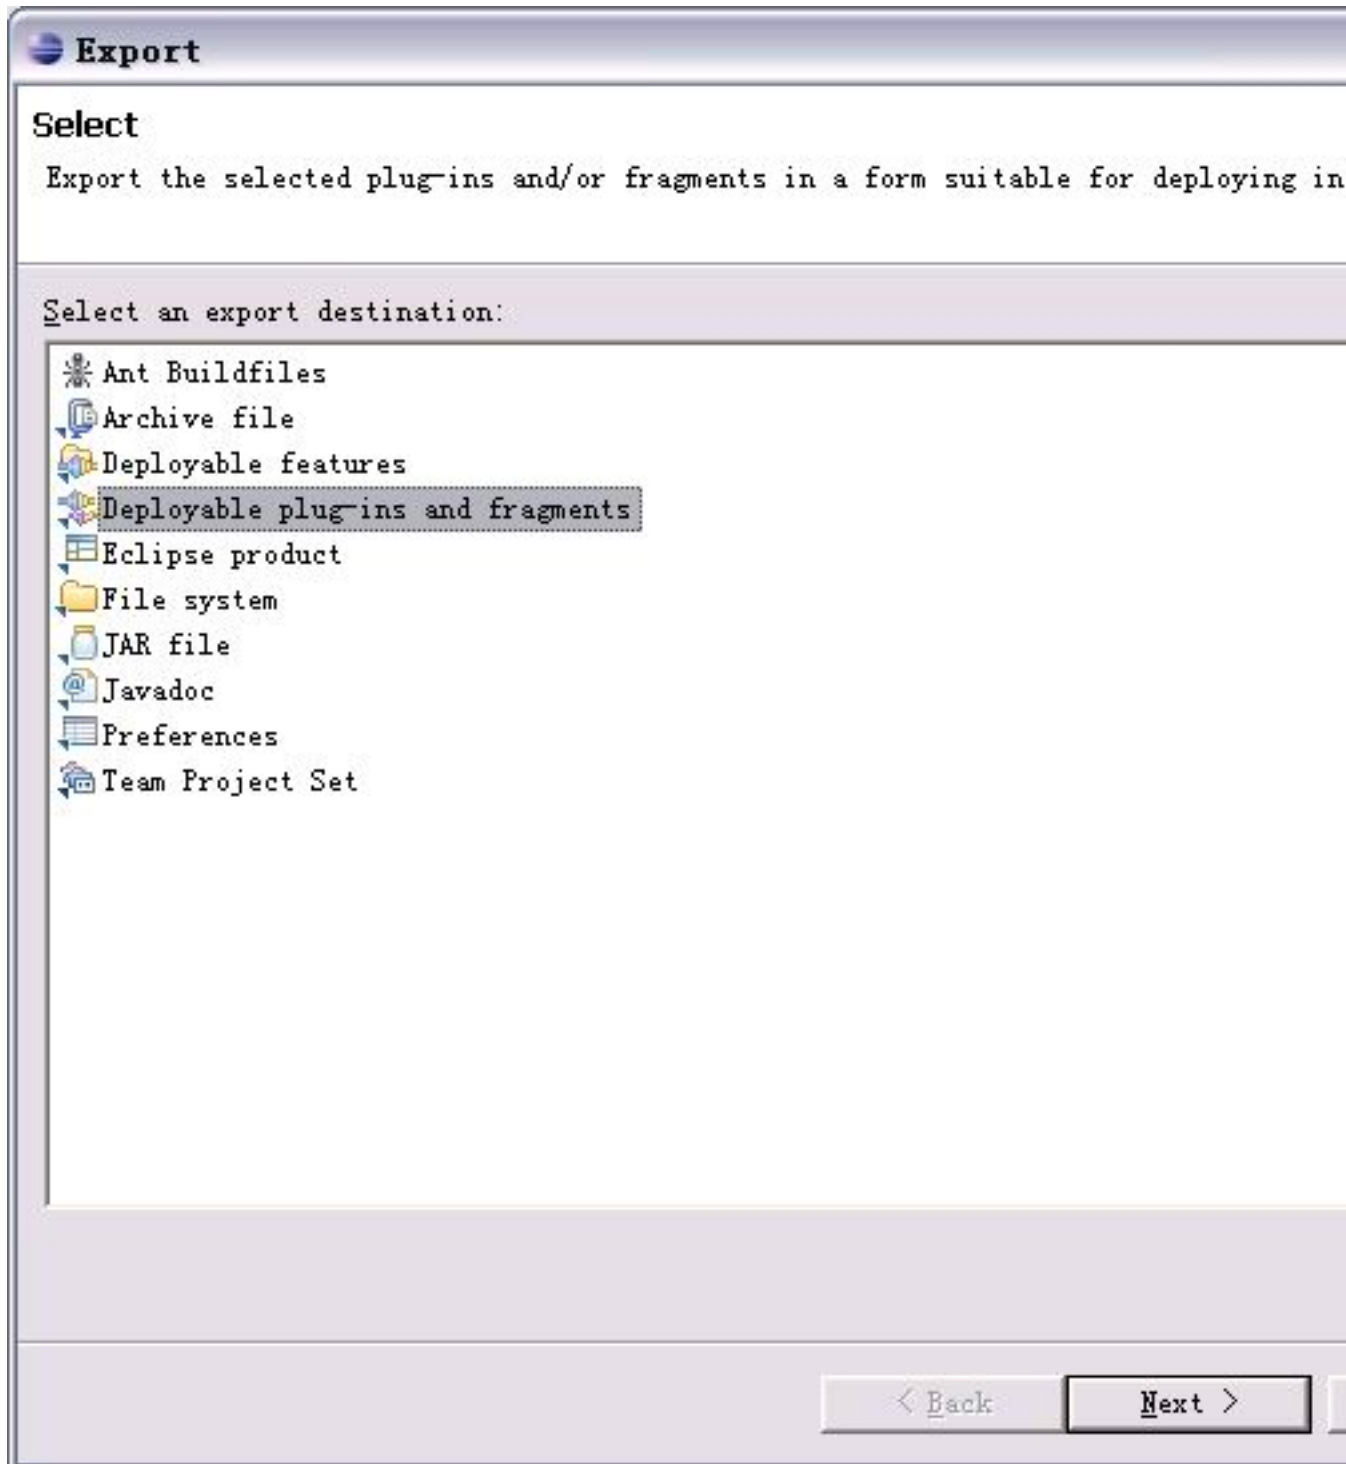 Export
Select
Export the selected plug-ins and/or fragments in a form suitable for deploying in
Select an export destination:
Ant Buildfiles
Archive file
Deployable features
Deployable plug-ins and fragments
Eclipse product
File system
JAR file
Javadoc
Preferences
Team Project Set
< Back Next >